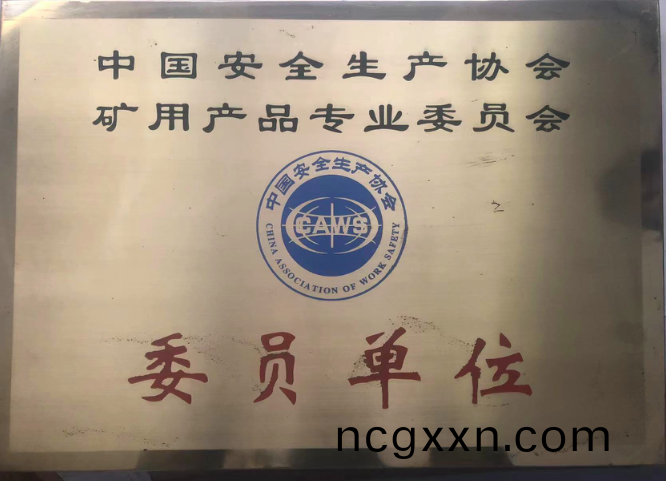 中国安全生产协会
矿用产品专业委员会
中国安全生产协会
CAWS
CHINA ASSOCIATION OF WORK SAFETY
委员单位
ncgxxn.com